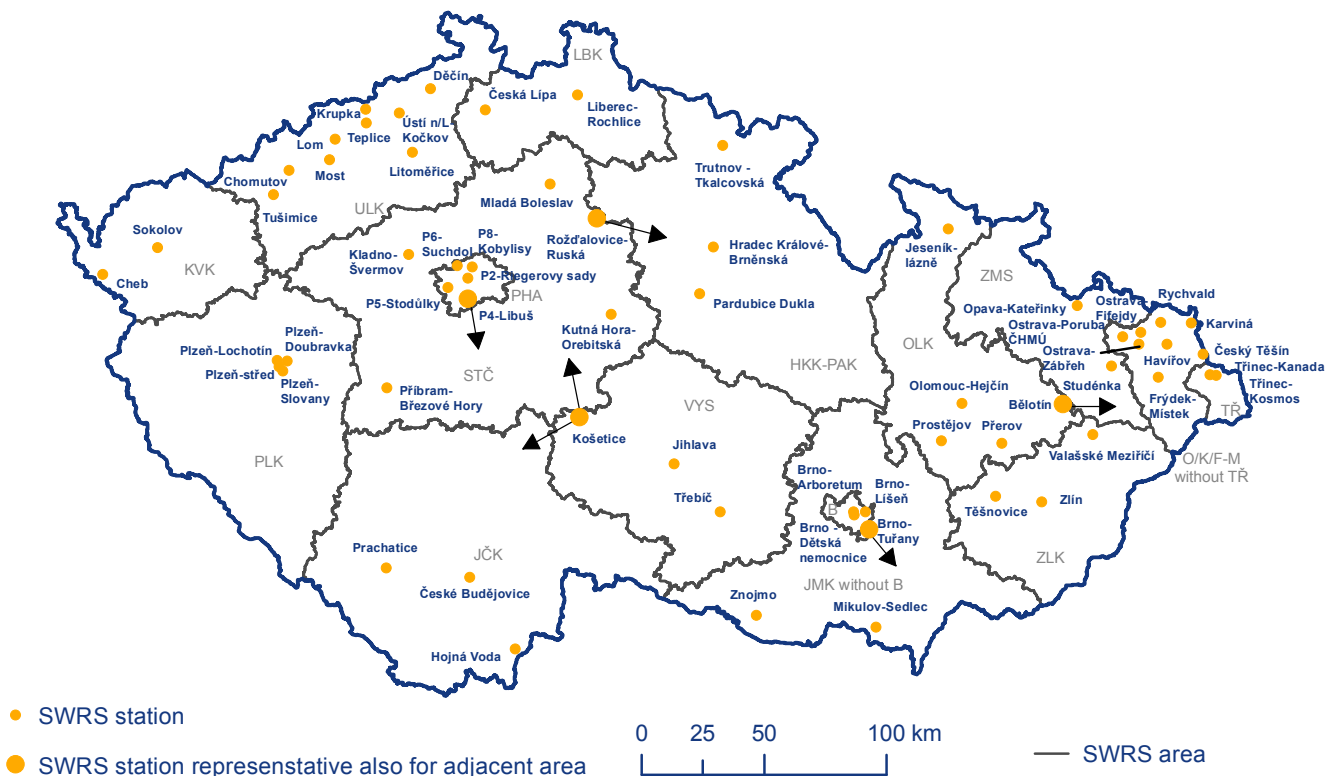 LBK
Děčín
Česká Lípa
Liberec-
Rochlice
Krupka
Teplice
Ústí n/L-
Kočkov
Lom
Most
Litoměřice
Chomutov
Tušimice
ULK
Trutnov -
Tkalcovská
Sokolov
Cheb
KVK
Mladá Boleslav
Rožďalovice-
Ruská
P6-
Suchdol
P8-
Kobylisy
Kladno-
Švermov
P2-Riegerovy sady
PHA
P5-Stodůlky
P4-Libuš
Hradec Králové-
Brněnská
Pardubice Dukla
Kutná Hora-
Orebitská
Jeseník-
lázně
ZMS
Opava-Kateřinky
Ostrava-
Fifejdy
Rychvald
Ostrava-Poruba
ČHMÚ
Karviná
Ostrava-
Zábřeh
Havířov
Český Těšín
Třinec-Kanada
Třinec-
Kosmos
Studénka
Frýdek-
Místek
TŘ
OLK
HKK-PAK
Plzeň-Lochotín
Plzeň-
Doubravka
Plzeň-střed
Plzeň-
Slovany
STČ
Příbram-
Březové Hory
VYS
Košetice
Olomouc-Hejčín
Bělotín
Prostějov
Přerov
Valašské Meziříčí
O/K/F-M
without TŘ
PLK
Jihlava
Třebíč
Brno-
Arboretum
Brno-
Líšeň
B
Brno -
Dětská
nemocnice
Brno-
Tuřany
Těšnovice
Zlín
ZLK
Prachatice
JČK
České Budějovice
JMK without B
Znojmo
Mikulov-Sedlec
Hojná Voda
SWRS station
SWRS station represenstative also for adjacent area
0 25 50 100 km
SWRS area